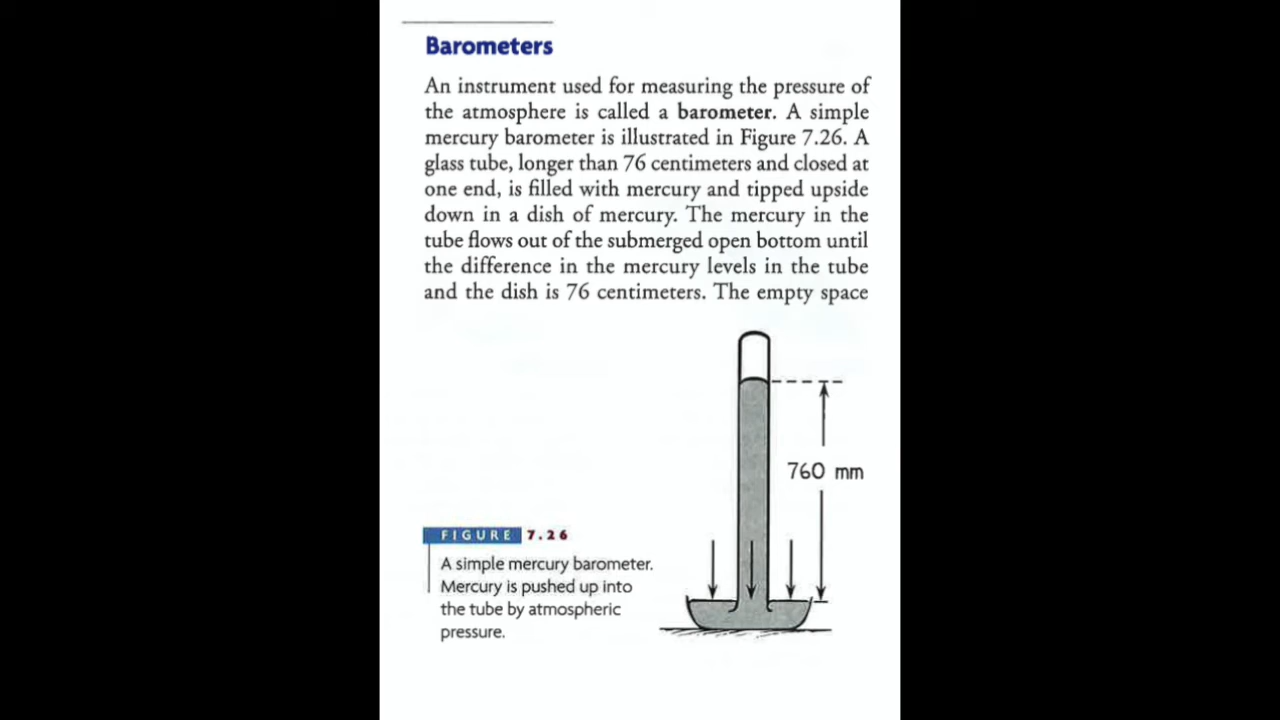 Barometers
An instrument used for measuring the pressure of
the atmosphere is called a barometer. A simple
mercury barometer is illustrated in Figure 7.26. A
glass tube, longer than 76 centimeters and closed at
one end, is filled with mercury and tipped upside
down in a dish of mercury. The mercury in the
tube flows out of the submerged open bottom until
the difference in the mercury levels in the tube
and the dish is 76 centimeters. The empty space
760 mm
FIGURE 7.26
A simple mercury barometer.
Mercury is pushed up into
the tube by atmospheric
pressure.